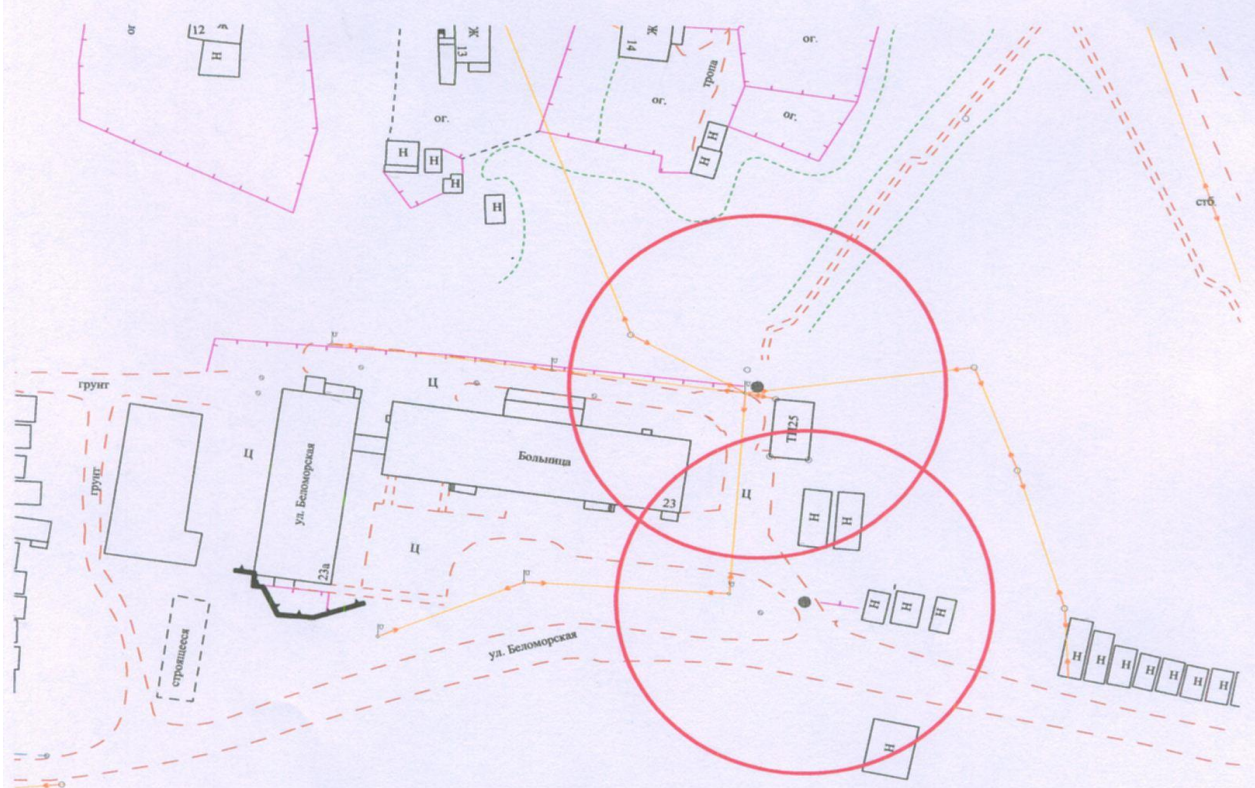 ог
12
Ж
Н
Ж
13
ог.
Н
Н
Н
Н
Ж
14
ог.
тропа
ог.
ог.
Н
Н
стб.
грунт
грунт
Ц
Ц
ул. Беломорская
23а
Больница
23
ТП25
Ц
Ц
Н
Н
Н
Н
Н
строящееся
ул. Беломорская
Н
Н
Н
Н
Н
Н
Н
Н